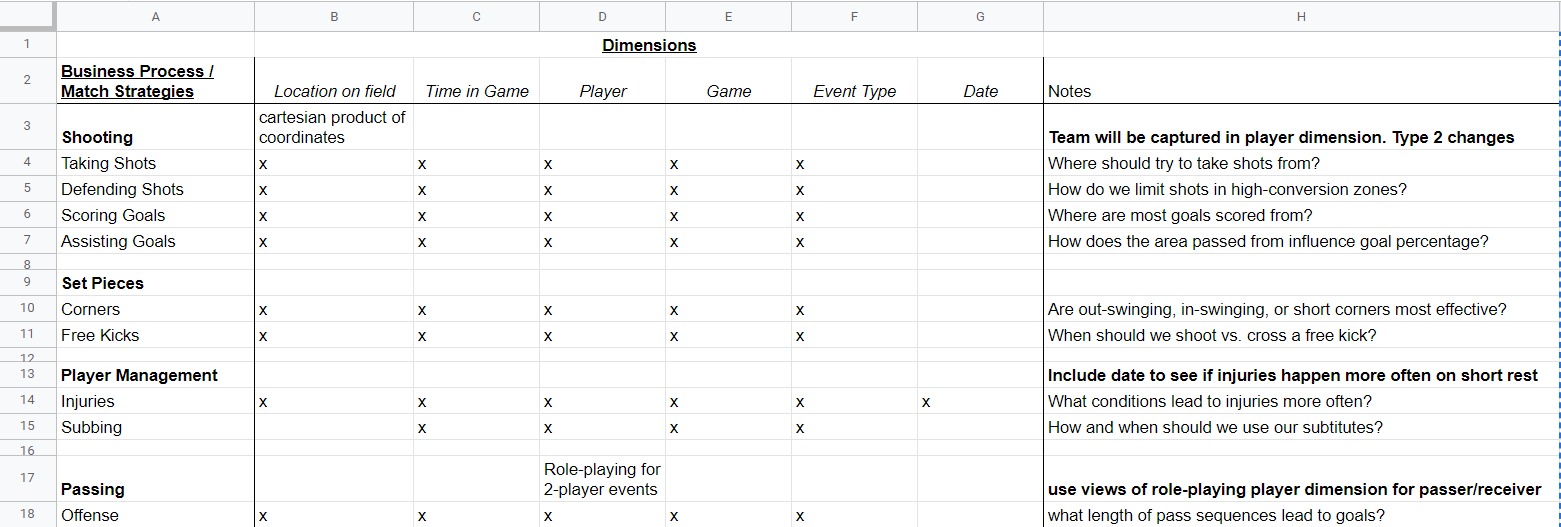 A B C D E F G H
1 Dimensions
2 Business Process / Match Strategies Location on field Time in Game Player Game Event Type Date Notes
3 Shooting cartesian product of coordinates Team will be captured in player dimension. Type 2 changes
4 Taking Shots x x x x x Where should try to take shots from?
5 Defending Shots x x x x x How do we limit shots in high-conversion zones?
6 Scoring Goals x x x x x Where are most goals scored from?
7 Assisting Goals x x x x x How does the area passed from influence goal percentage?
8
9 Set Pieces
10 Corners x x x x x Are out-swinging, in-swinging, or short corners most effective?
11 Free Kicks x x x x x When should we shoot vs. cross a free kick?
12
13 Player Management Include date to see if injuries happen more often on short rest
14 Injuries x x x x x x What conditions lead to injuries more often?
15 Subbing x x x x How and when should we use our subtitutes?
16
17 Passing Role-playing for 2-player events use views of role-playing player dimension for passer/receiver
18 Offense x x x x x what length of pass sequences lead to goals?